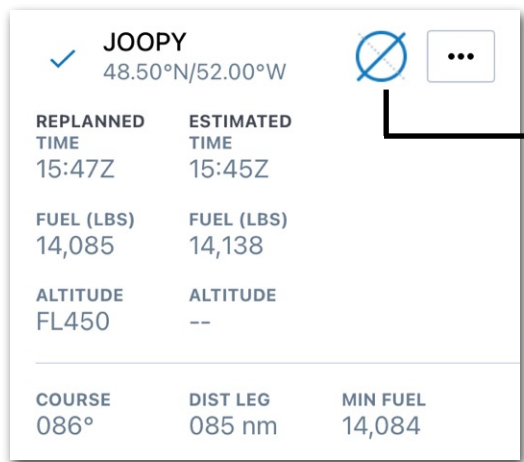 JOOPY
48.50°N/52.00°W
REPLANNED ESTIMATED
TIME TIME
15:47Z 15:45Z
FUEL (LBS) FUEL (LBS)
14,085 14,138
ALTITUDE ALTITUDE
FL450 --
COURSE DIST LEG MIN FUEL
086° 085 nm 14,084